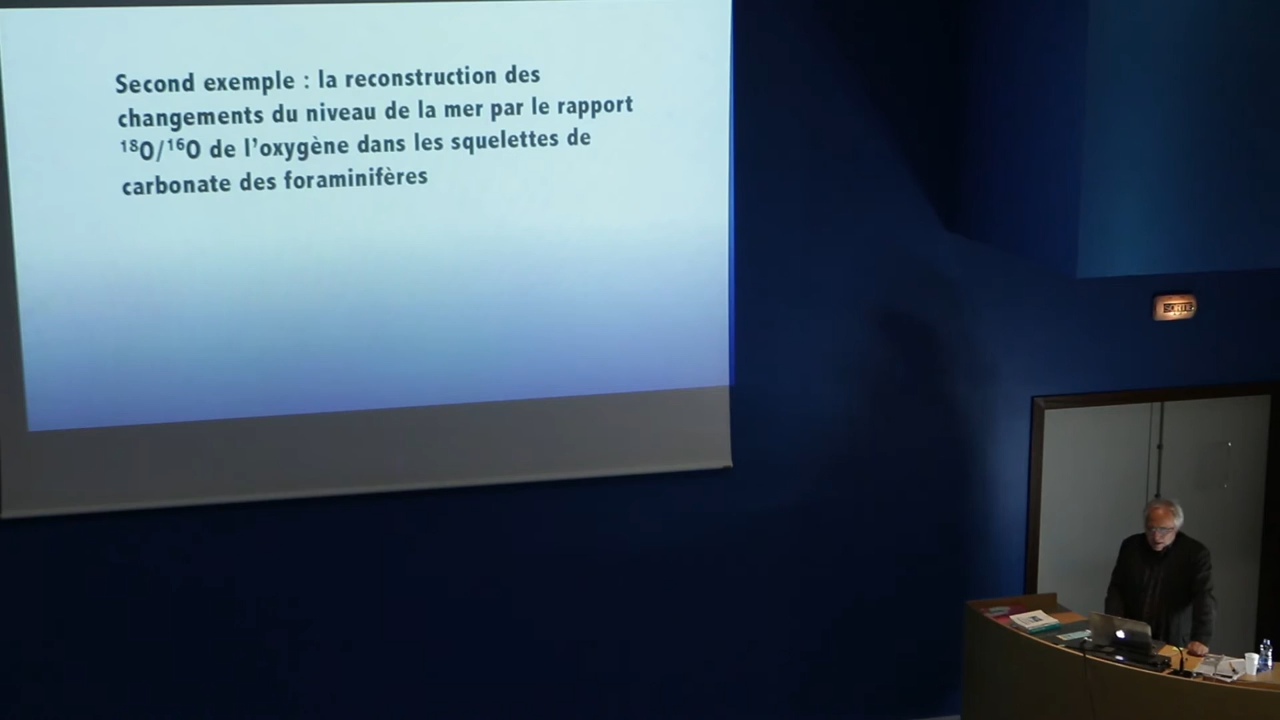 Second exemple : la reconstruction des
changements du niveau de la mer par le rapport
¹⁸O/¹⁶O de l'oxygène dans les squelettes de
carbonate des foraminifères
SORTIE